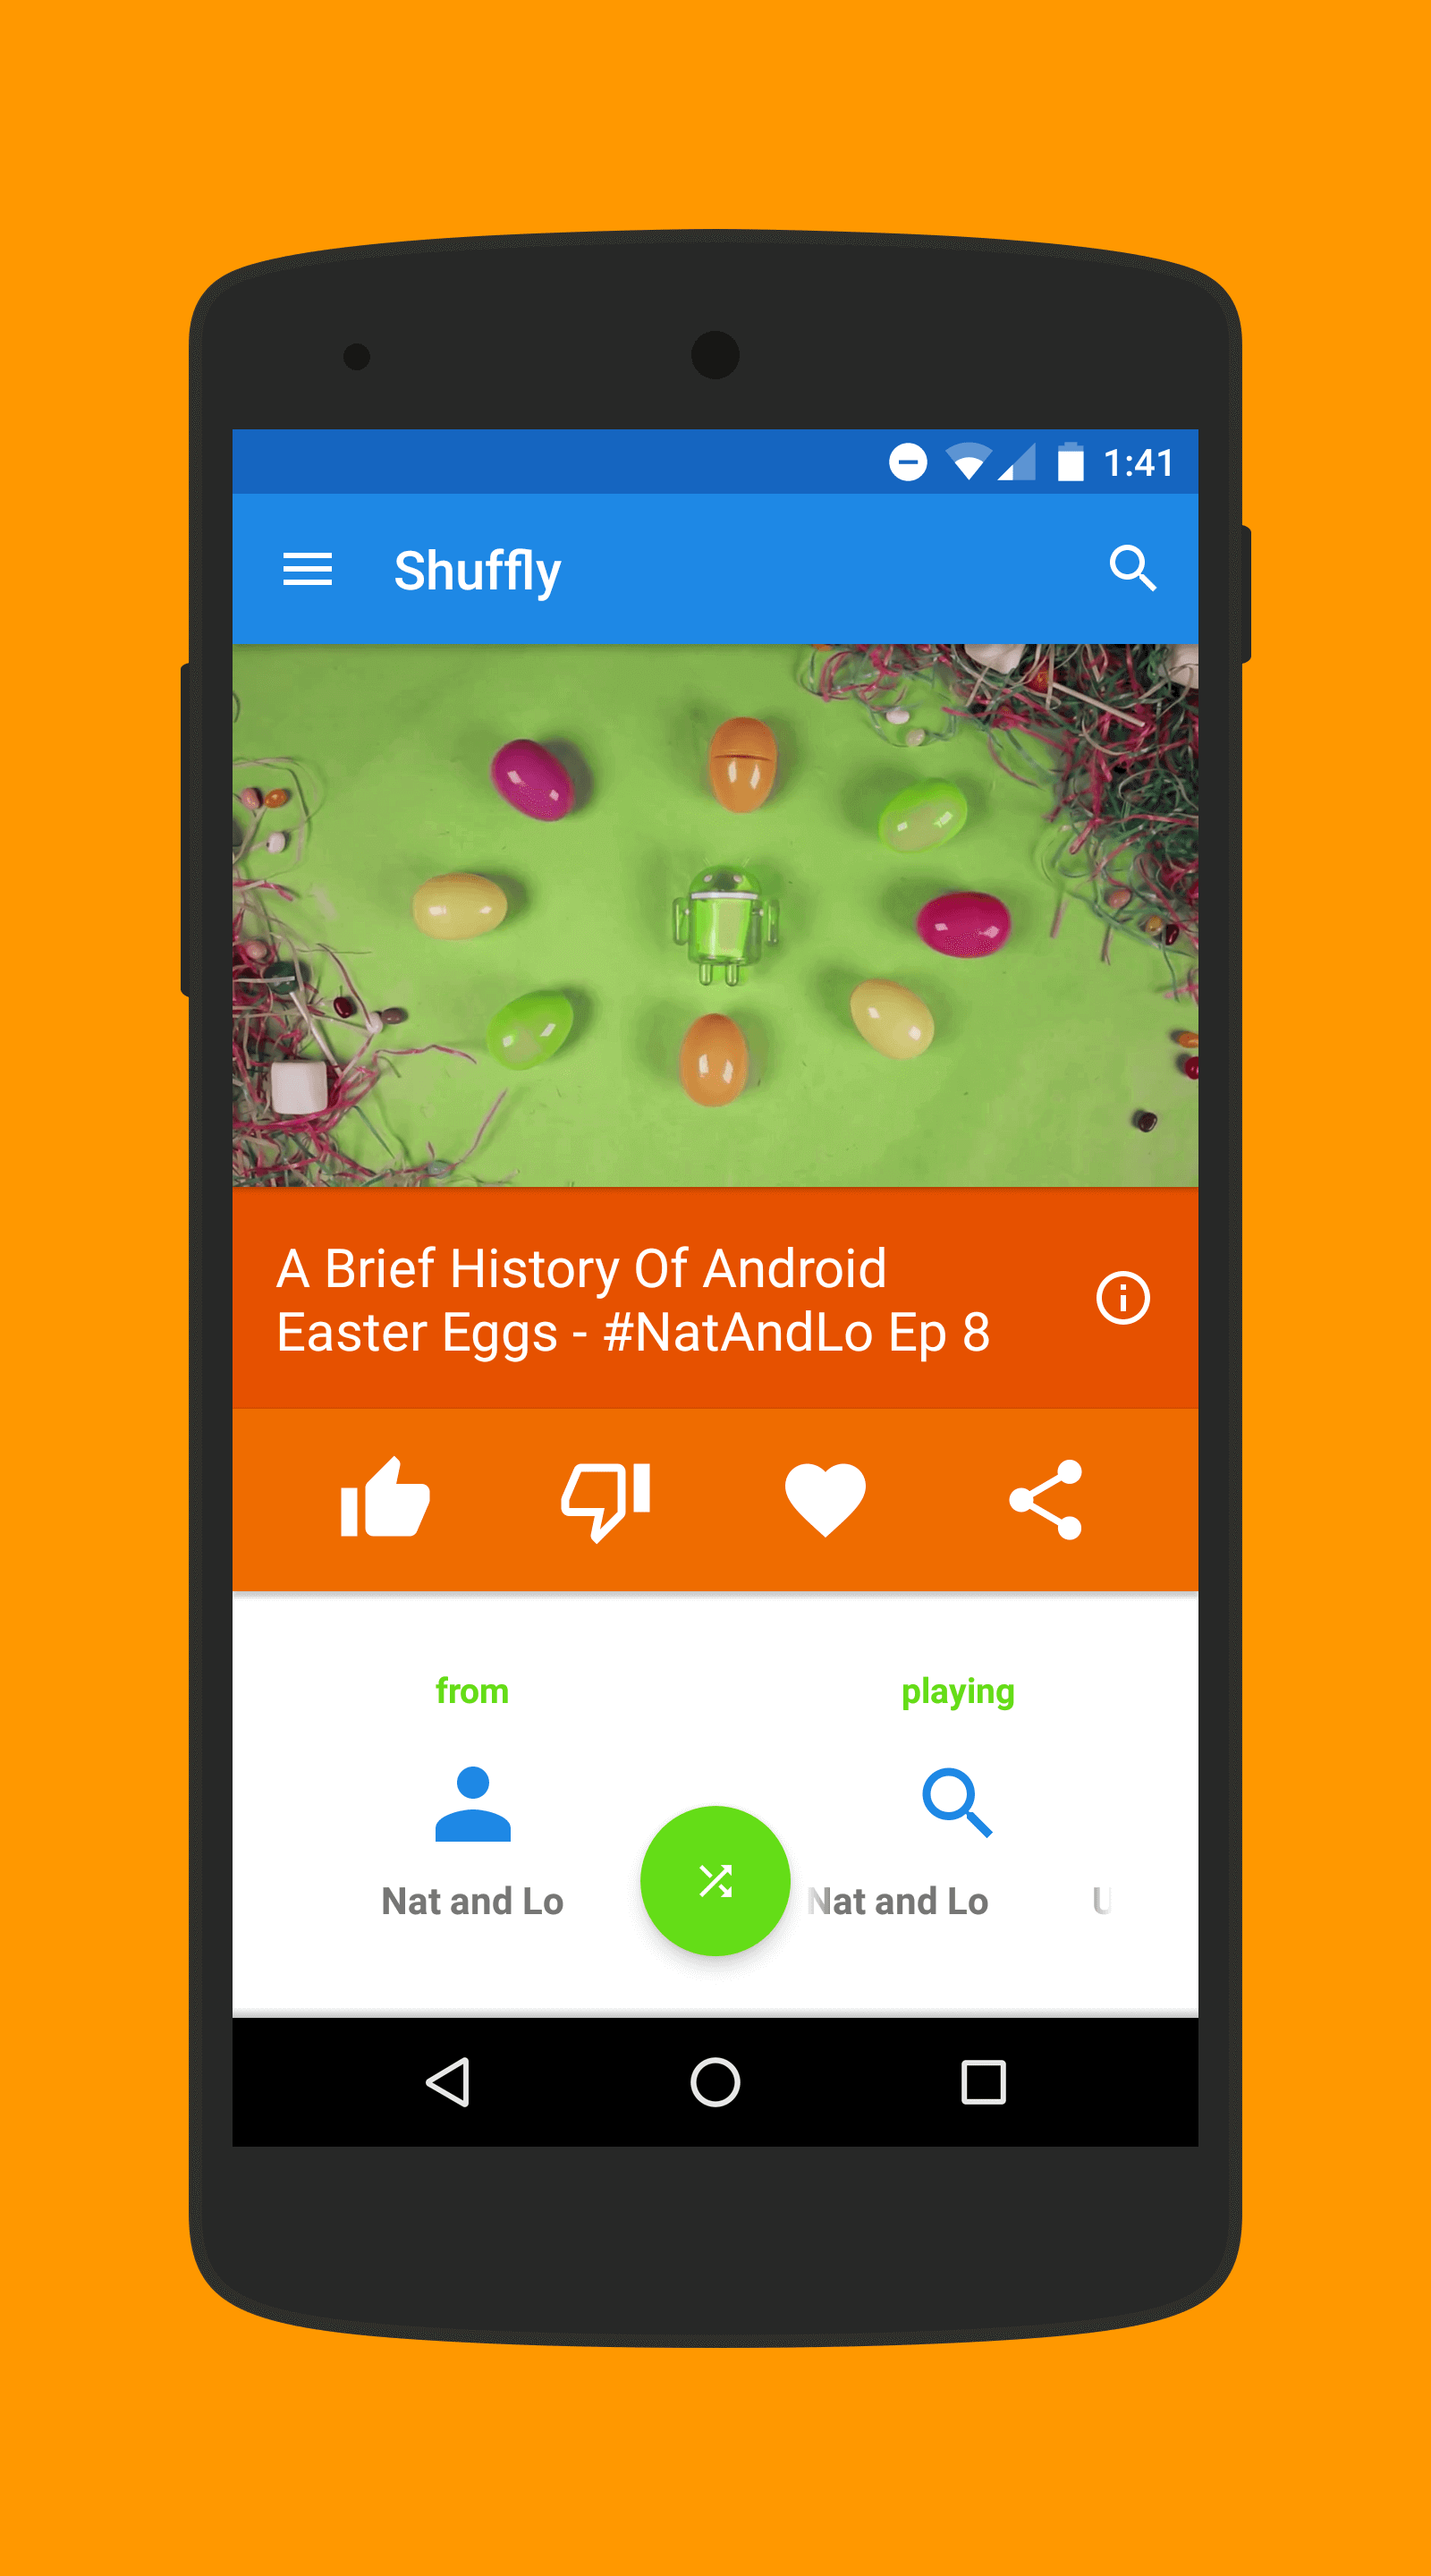 1:41
Shuffly
A Brief History Of Android
Easter Eggs - #NatAndLo Ep 8
from
playing
Nat and Lo
Nat and Lo